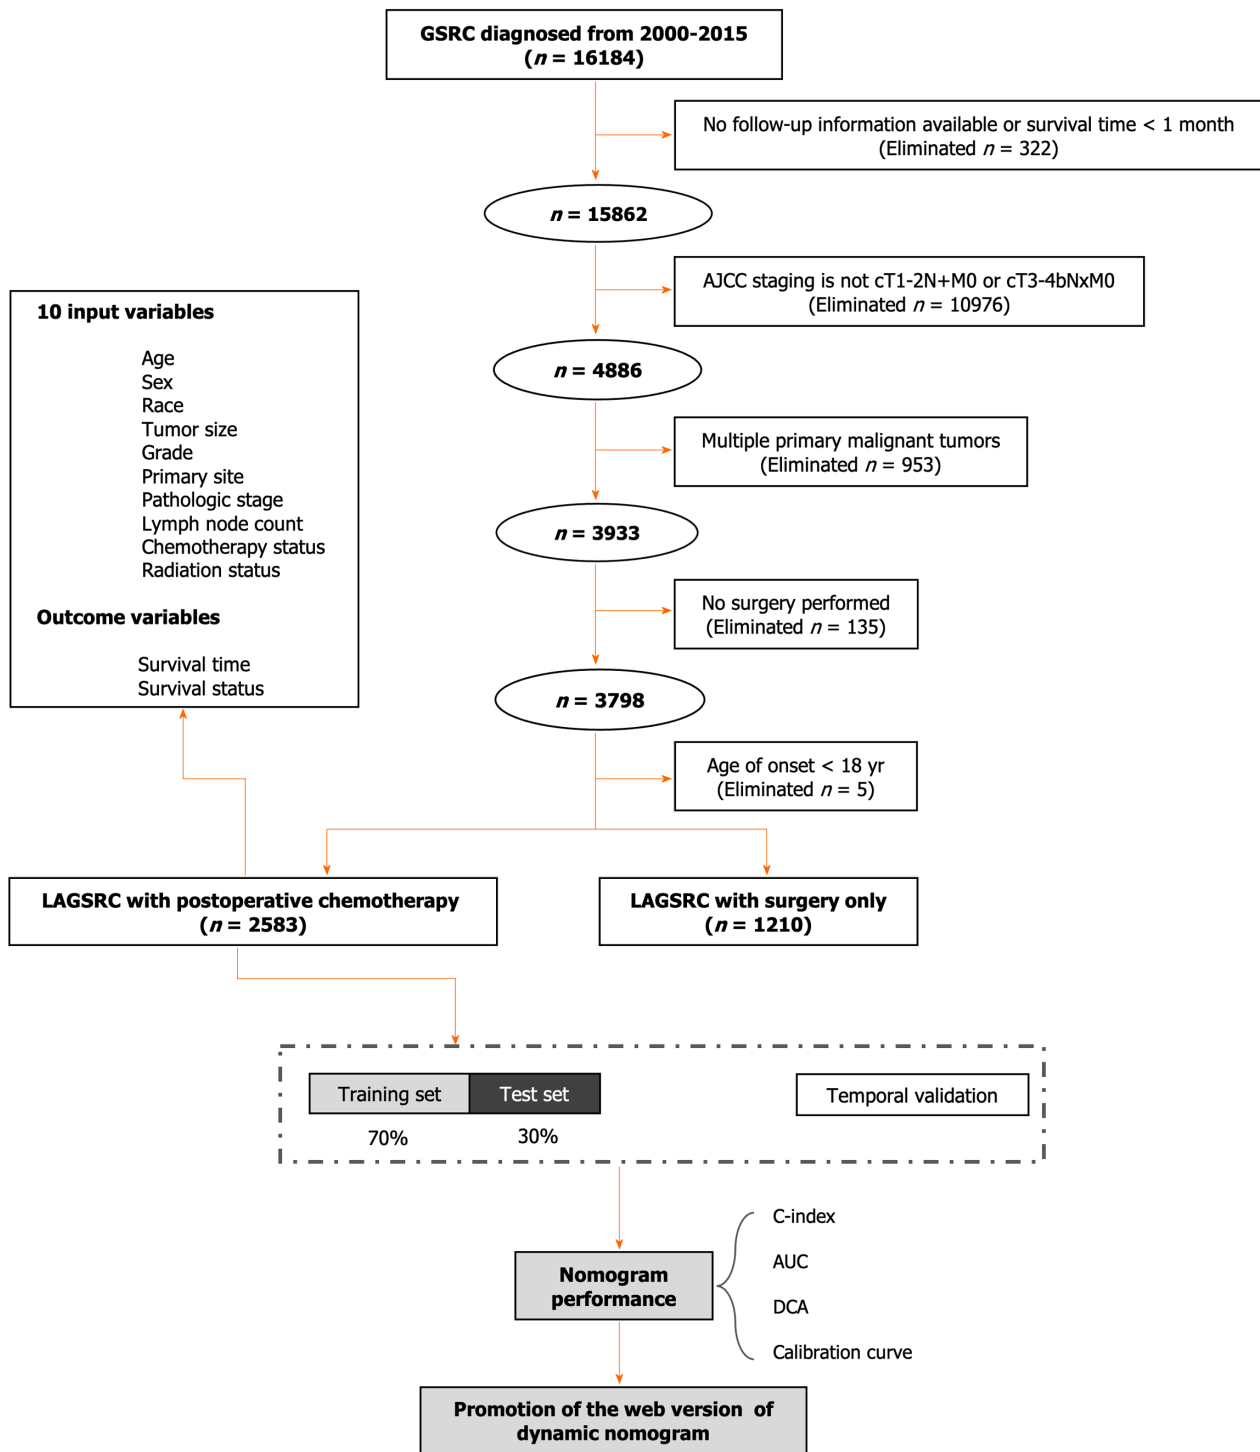 GSRC diagnosed from 2000-2015
(n = 16184)
No follow-up information available or survival time < 1 month
(Eliminated n = 322)
n = 15862
AJCC staging is not cT1-2N+M0 or cT3-4bNxM0
(Eliminated n = 10976)
n = 4886
Multiple primary malignant tumors
(Eliminated n = 953)
n = 3933
No surgery performed
(Eliminated n = 135)
n = 3798
Age of onset < 18 yr
(Eliminated n = 5)
10 input variables
Age
Sex
Race
Tumor size
Grade
Primary site
Pathologic stage
Lymph node count
Chemotherapy status
Radiation status
Outcome variables
Survival time
Survival status
LAGSRC with postoperative chemotherapy
(n = 2583)
LAGSRC with surgery only
(n = 1210)
Training set
Test set
70%
30%
Temporal validation
Nomogram
performance
C-index
AUC
DCA
Calibration curve
Promotion of the web version of
dynamic nomogram